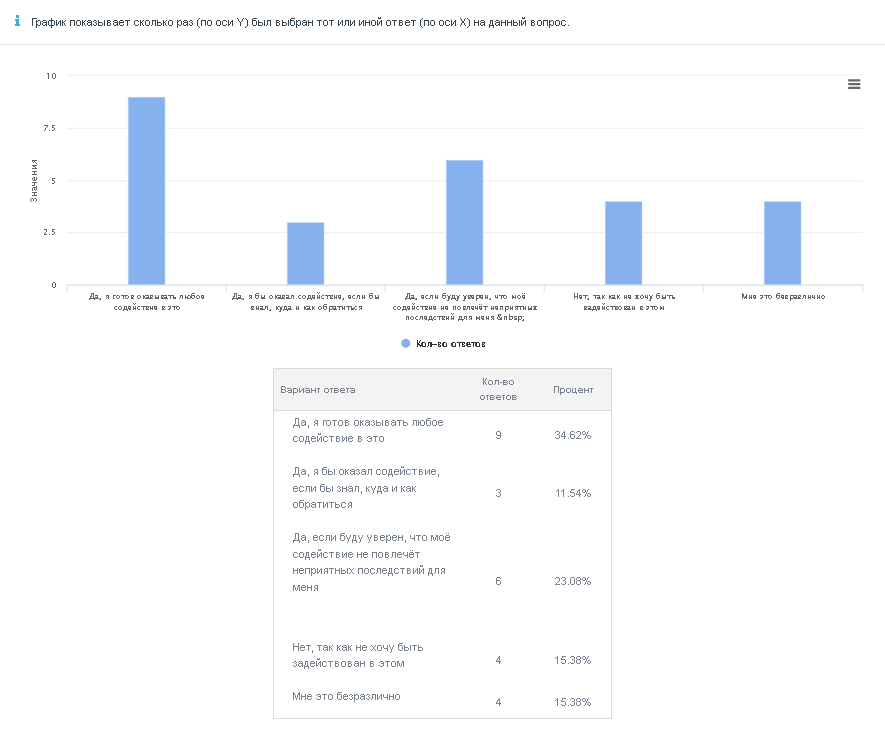 График показывает сколько раз (по оси Y) был выбран тот или иной ответ (по оси X) на данный вопрос.
10
7.5
5
2.5
0
Значения
Да, я готов оказывать любое
содействие в это
Да, я бы оказал содействие, если бы
знал, куда и как обратиться
Да, если буду уверен, что моё
содействие не повлечёт неприятных
последствий для меня &nbsp;
Нет, так как не хочу быть
задействован в этом
Мне это безразлично
Кол-во ответов
Вариант ответа
Кол-во
ответов
Процент
Да, я готов оказывать любое
содействие в это
9
34.62%
Да, я бы оказал содействие,
если бы знал, куда и как
обратиться
3
11.54%
Да, если буду уверен, что моё
содействие не повлечёт
неприятных последствий для
меня
6
23.08%
Нет, так как не хочу быть
задействован в этом
4
15.38%
Мне это безразлично
4
15.38%